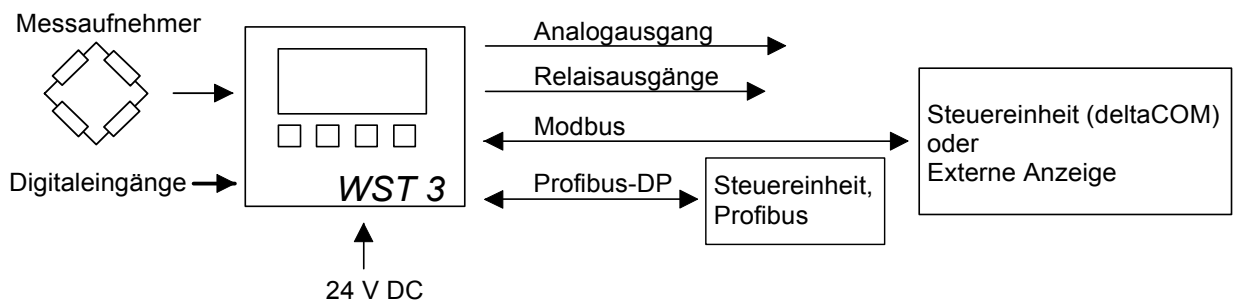 Messaufnehmer
Analogausgang
Relaisausgänge
Modbus
Steuereinheit (deltaCOM)
oder
Externe Anzeige
Digitaleingänge
WST 3
Profibus-DP
Steuereinheit,
Profibus
24 V DC